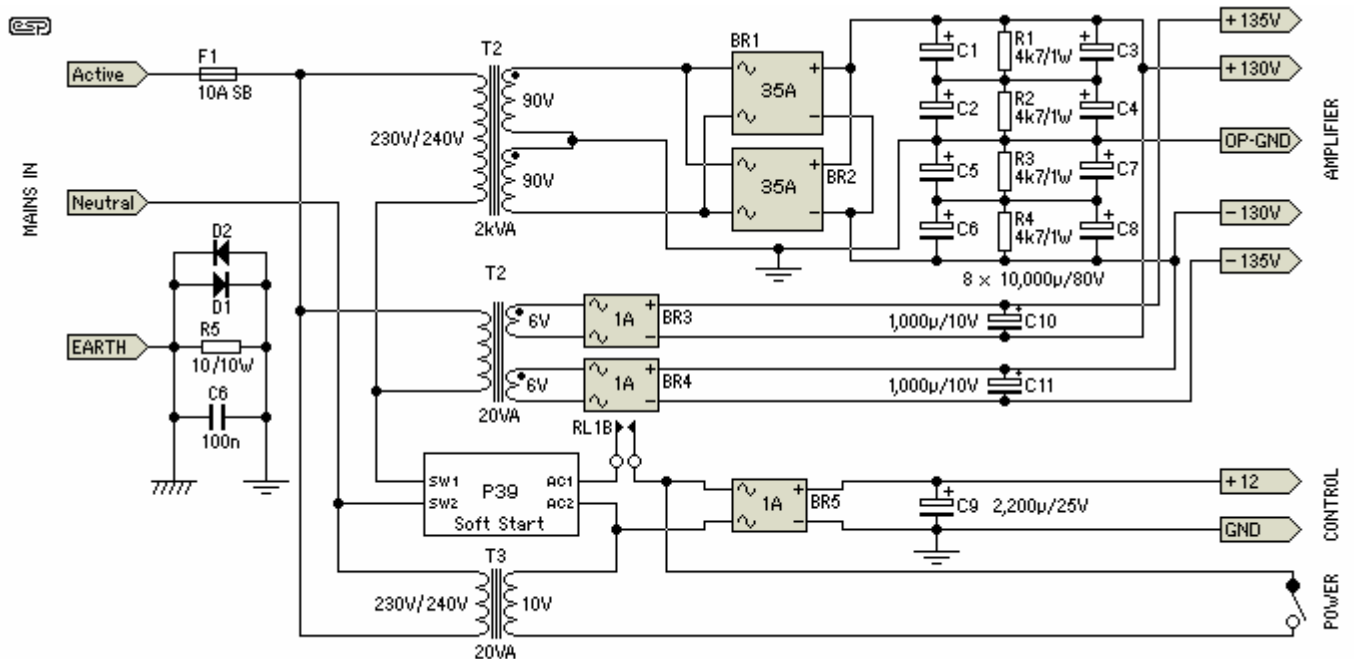 esp
F1
10A SB
Active
MAINS IN
Neutral
EARTH
D2
D1
R5
10/10W
C6
100n
T2
230V/240V
90V
90V
2kVA
BR1
35A
35A
BR2
C1
R1
4k7/1W
C3
C2
R2
4k7/1W
C4
C5
R3
4k7/1W
C7
C6
R4
4k7/1W
C8
8 × 10,000µ/80V
+135V
+130V
OP-GND
-130V
-135V
AMPLIFIER
T2
6V
6V
20VA
1A
BR3
1A
BR4
1,000µ/10V
C10
1,000µ/10V
C11
RL1B
SW1
SW2
P39
AC1
AC2
Soft Start
1A
BR5
C9
2,200µ/25V
+12
GND
CONTROL
T3
230V/240V
10V
20VA
POWER